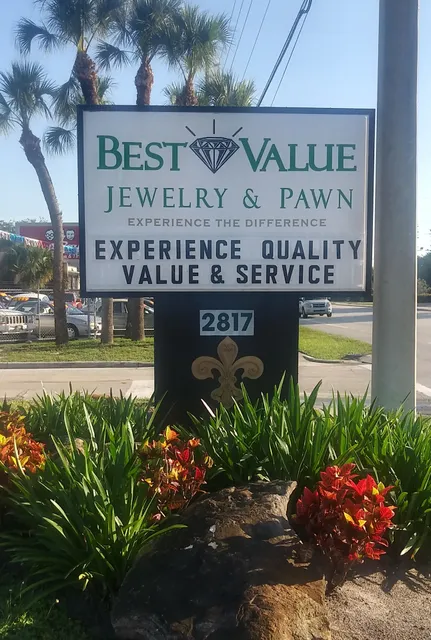 BEST VALUE
JEWELRY & PAWN
EXPERIENCE THE DIFFERENCE
EXPERIENCE QUALITY
VALUE & SERVICE
2817